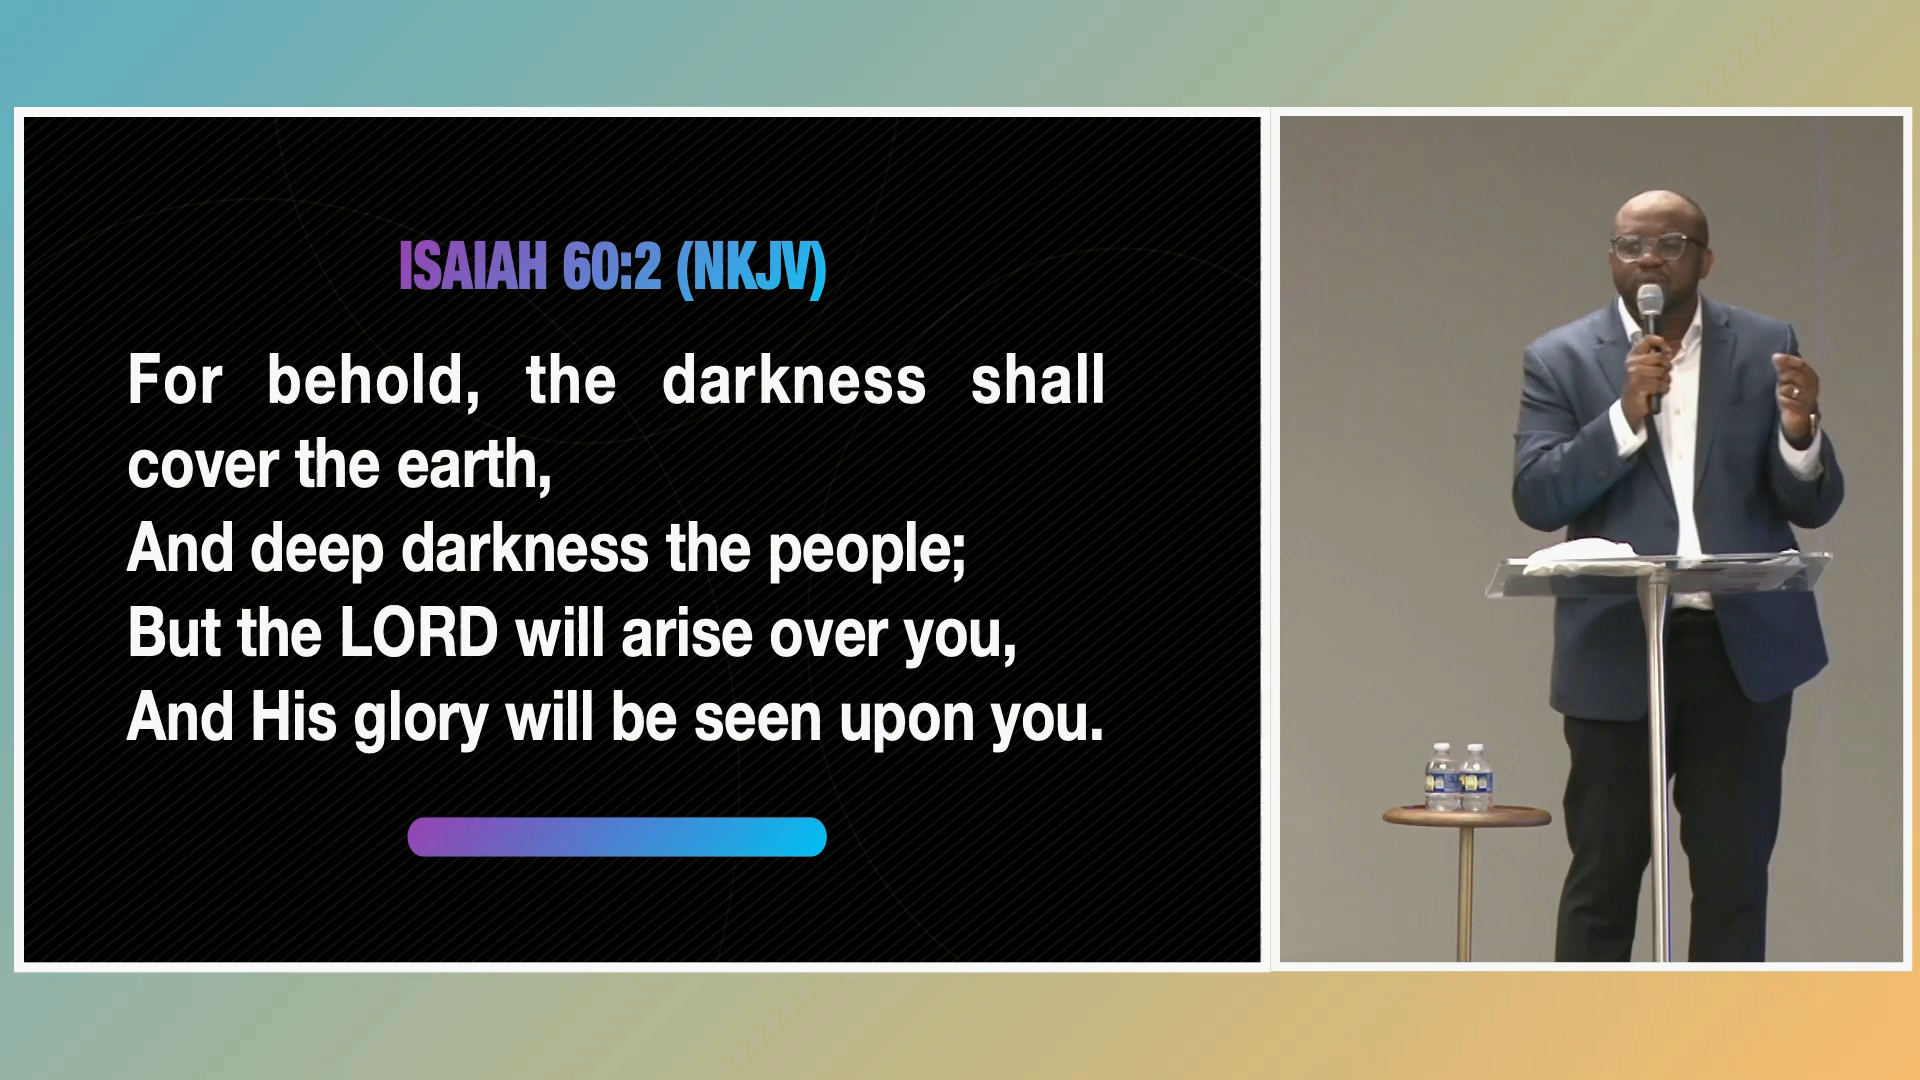 ISAIAH 60:2 (NKJV)
For behold, the darkness shall
cover the earth,
And deep darkness the people;
But the LORD will arise over you,
And His glory will be seen upon you.